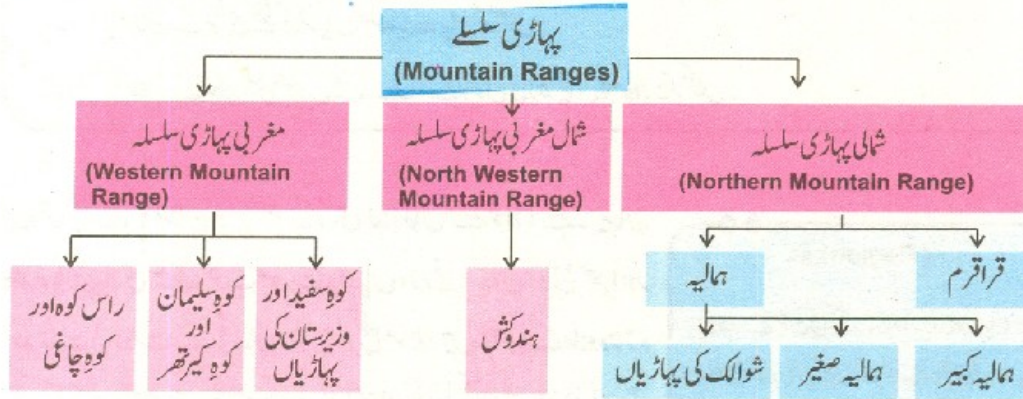 پہاڑی سلسلے
(Mountain Ranges)
شمالی پہاڑی سلسلہ
(Northern Mountain Range)
شمال مغربی پہاڑی سلسلہ
(North Western
Mountain Range)
مغربی پہاڑی سلسلہ
(Western Mountain
Range)
قراقرم
ہمالیہ
ہمالیہ کبیر
ہمالیہ صغیر
شوالک کی پہاڑیاں
ہندوکش
کوہِ سفید اور
وزیرستان کی
پہاڑیاں
کوہِ سلیمان
اور
کوہِ کیرتھر
راس کوہ اور
کوہِ چاغی